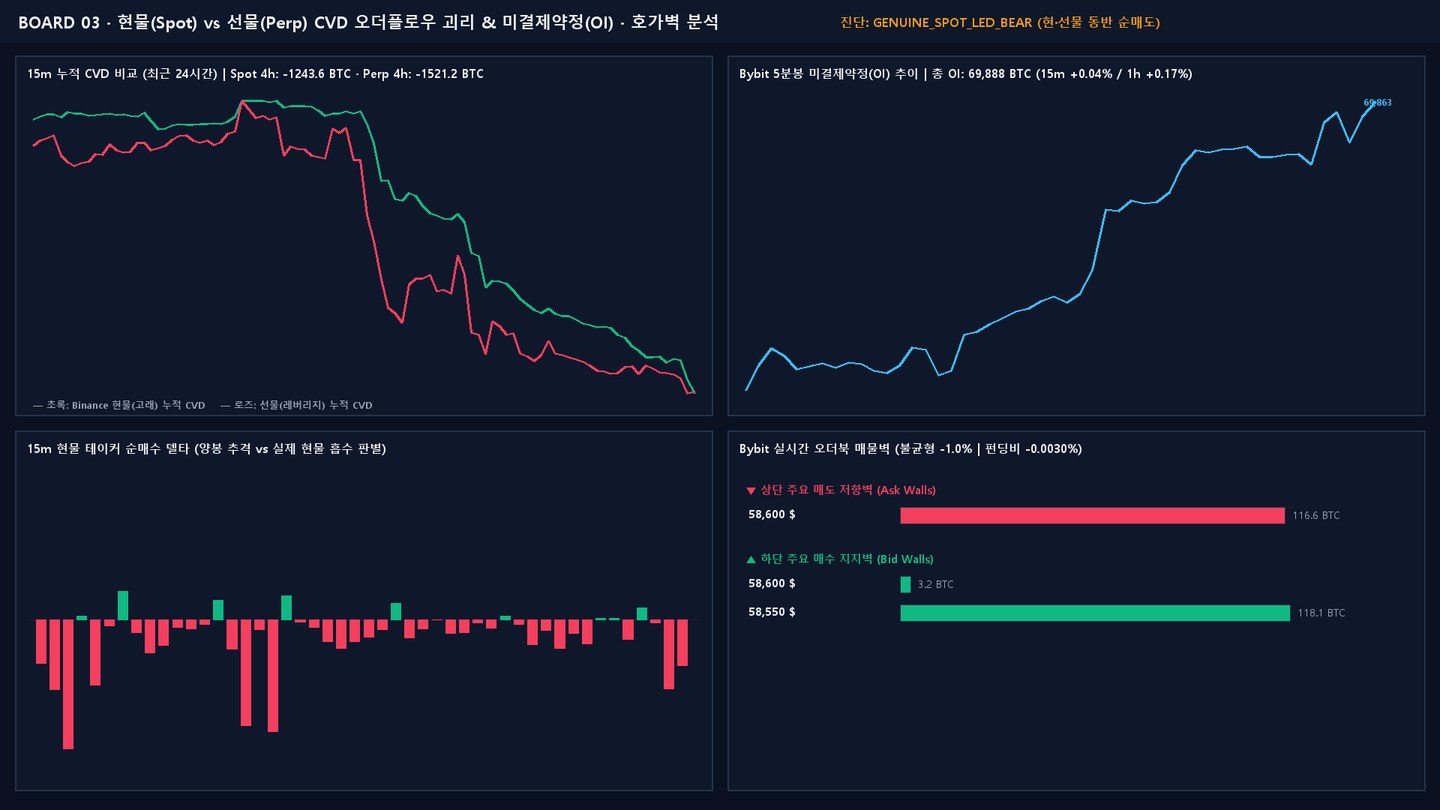 BOARD 03 · 현물(Spot) vs 선물(Perp) CVD 오더플로우 괴리 & 미결제약정(OI) · 호가벽 분석
진단: GENUINE_SPOT_LED_BEAR (현·선물 동반 순매도)
15m 누적 CVD 비교 (최근 24시간) | Spot 4h: -1243.6 BTC · Perp 4h: -1521.2 BTC
— 초록: Binance 현물(고래) 누적 CVD — 로즈: 선물(레버리지) 누적 CVD
Bybit 5분봉 미결제약정(OI) 추이 | 총 OI: 69,888 BTC (15m +0.04% / 1h +0.17%)
69,863
15m 현물 테이커 순매수 델타 (양봉 추격 vs 실제 현물 흡수 판별)
Bybit 실시간 오더북 매물벽 (불균형 -1.0% | 펀딩비 -0.0030%)
▼ 상단 주요 매도 저항벽 (Ask Walls)
58,600 $ 116.6 BTC
▲ 하단 주요 매수 지지벽 (Bid Walls)
58,600 $ 3.2 BTC
58,550 $ 118.1 BTC